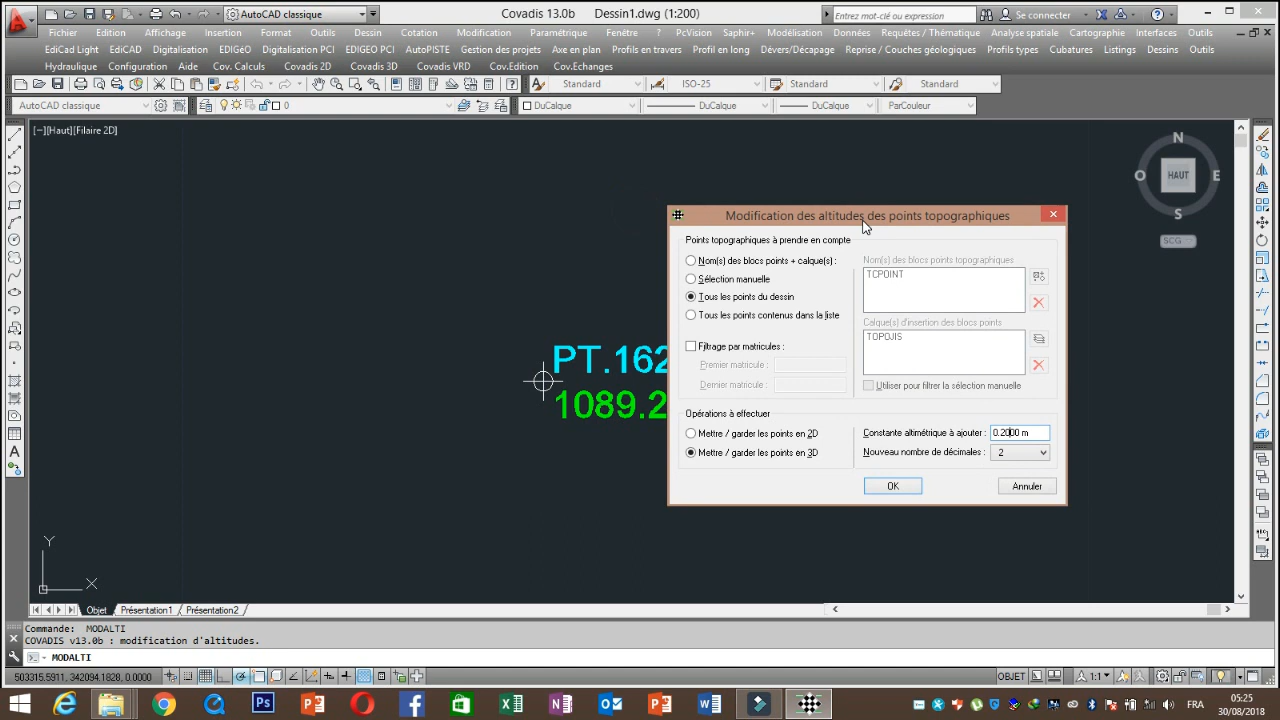 AutoCAD classique
Covadis 13.0b Dessin1.dwg (1:200)
Entrez mot-clé ou expression
Se connecter
Fichier Edition Affichage Insertion Format Outils Dessin Cotation Modification Paramétrique Fenêtre ? PcVision Saphir+ Modélisation Données Requêtes / Thématique Analyse spatiale Cartographie Interfaces Outils
EdiCad Light EdiCAD Digitalisation EDIGéO Digitalisation PCI EDIGEO PCI AutoPISTE Gestion des projets Axe en plan Profils en travers Profil en long Dévers/Décapage Reprise / Couches géologiques Profils types Cubatures Listings Dessins Outils
Hydraulique Configuration Aide Cov. Calculs Covadis 2D Covadis 3D Covadis VRD Cov.Edition Cov.Echanges
Standard ISO-25 Standard Standard
AutoCAD classique 0 DuCalque DuCalque DuCalque ParCouleur
[−][Haut][Filaire 2D]
N
O HAUT E
S
SCG
PT.162
1089.2
Modification des altitudes des points topographiques
Points topographiques à prendre en compte
Nom(s) des blocs points + calque(s) :
Sélection manuelle
Tous les points du dessin
Tous les points contenus dans la liste
Filtrage par matricules :
Premier matricule :
Dernier matricule :
Nom(s) des blocs points topographiques
TCPOINT
Calque(s) d'insertion des blocs points
TOPOJIS
Utiliser pour filtrer la sélection manuelle
Opérations à effectuer
Mettre / garder les points en 2D
Mettre / garder les points en 3D
Constante altimétrique à ajouter : 0.2000 m
Nouveau nombre de décimales : 2
OK Annuler
Y
X
Objet Présentation1 Présentation2
Commande: MODALTI
COVADIS v13.0b : modification d'altitudes.
MODALTI
503315.5911, 342094.1828, 0.0000
OBJET 1:1
FRA
05:25
30/08/2018